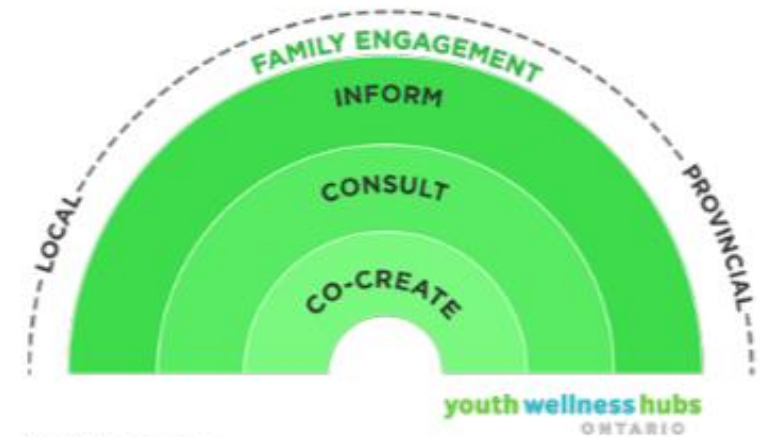 FAMILY ENGAGEMENT
INFORM
CONSULT
CO-CREATE
LOCAL
PROVINCIAL
youth wellness hubs
ONTARIO